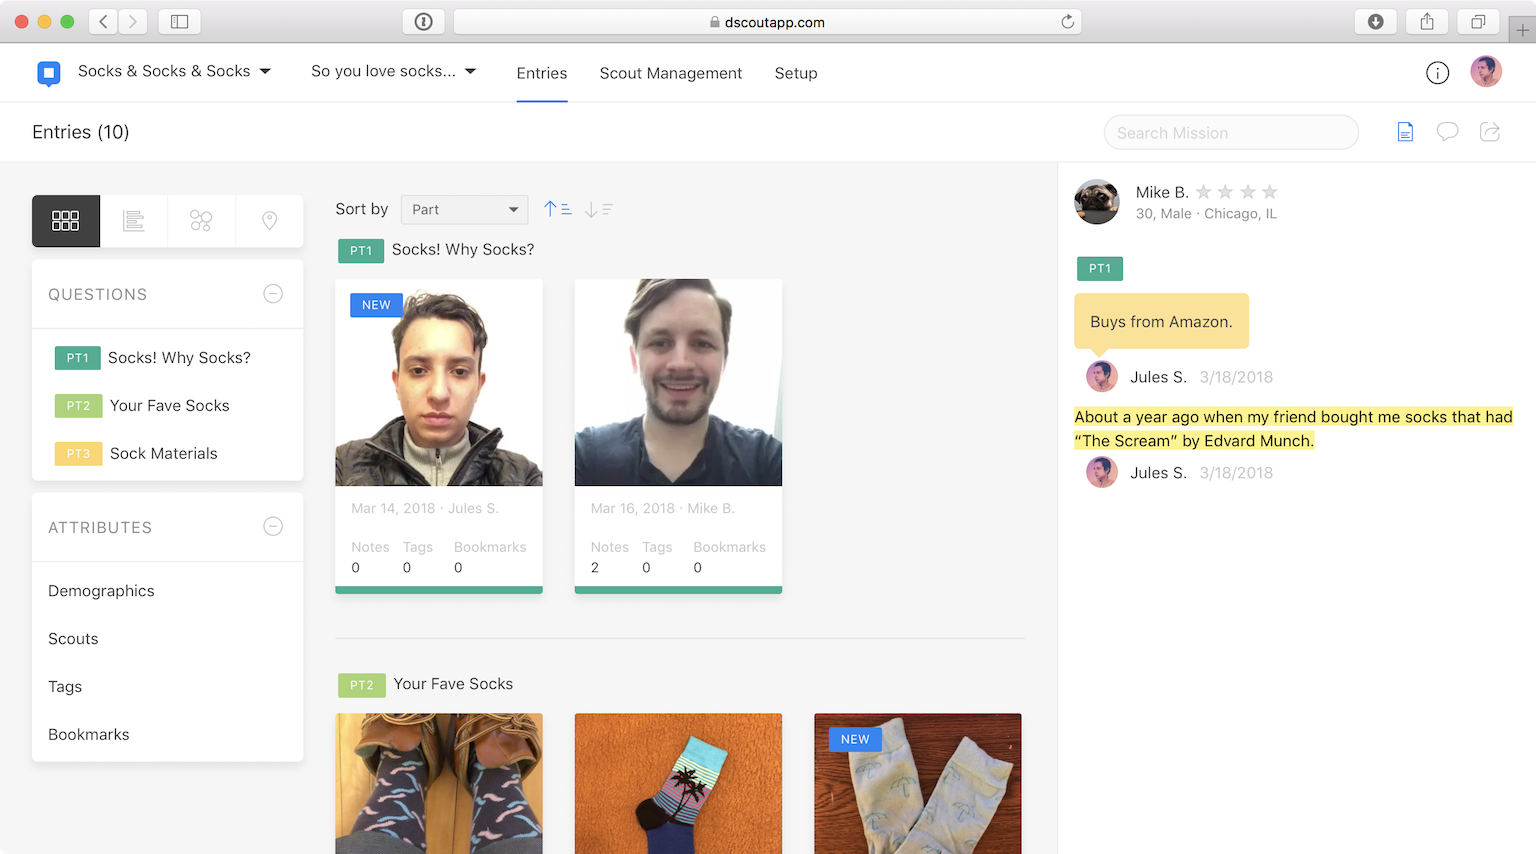 dscoutapp.com
Socks & Socks & Socks
So you love socks...
Entries
Scout Management
Setup
Entries (10)
Search Mission
Sort by
Part
PT1 Socks! Why Socks?
QUESTIONS
PT1 Socks! Why Socks?
PT2 Your Fave Socks
PT3 Sock Materials
ATTRIBUTES
Demographics
Scouts
Tags
Bookmarks
NEW
Mar 14, 2018 · Jules S.
Notes Tags Bookmarks
0 0 0
Mar 16, 2018 · Mike B.
Notes Tags Bookmarks
2 0 0
PT2 Your Fave Socks
NEW
Mike B.
30, Male · Chicago, IL
PT1
Buys from Amazon.
Jules S. 3/18/2018
About a year ago when my friend bought me socks that had
“The Scream” by Edvard Munch.
Jules S. 3/18/2018